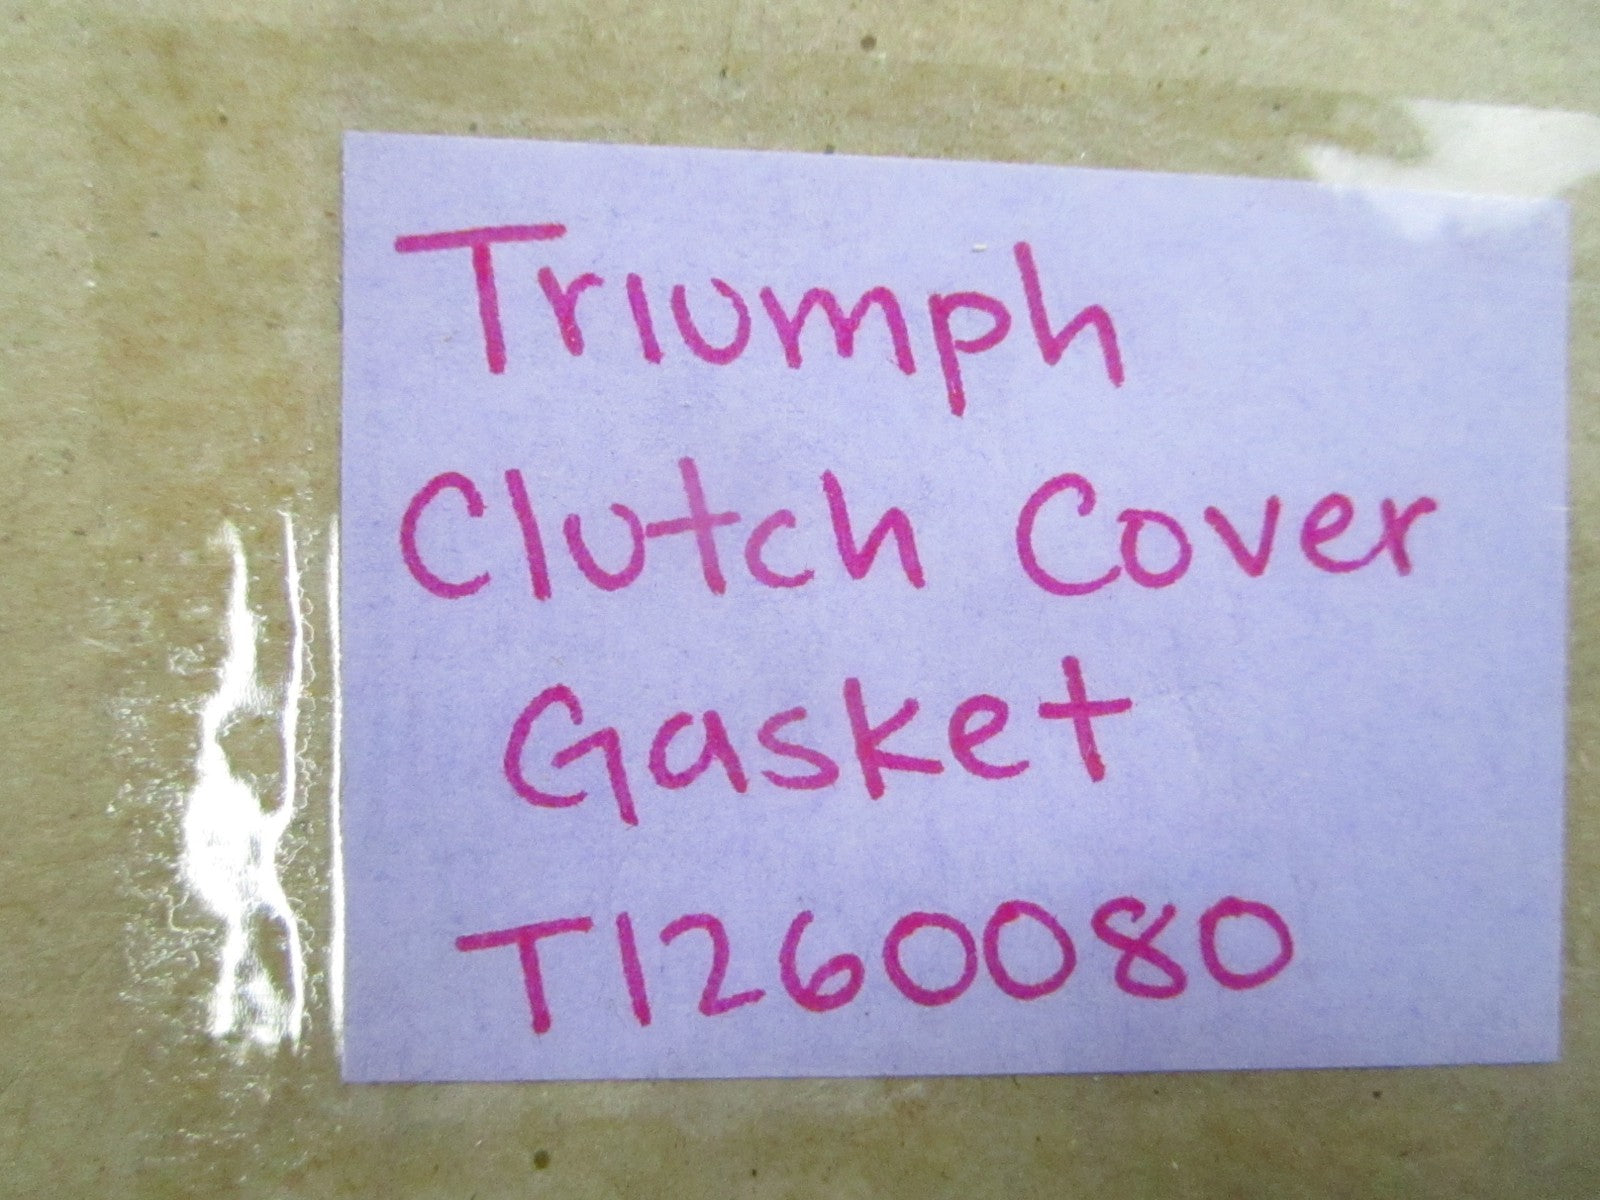 Triumph
Clutch Cover
Gasket
T1260080